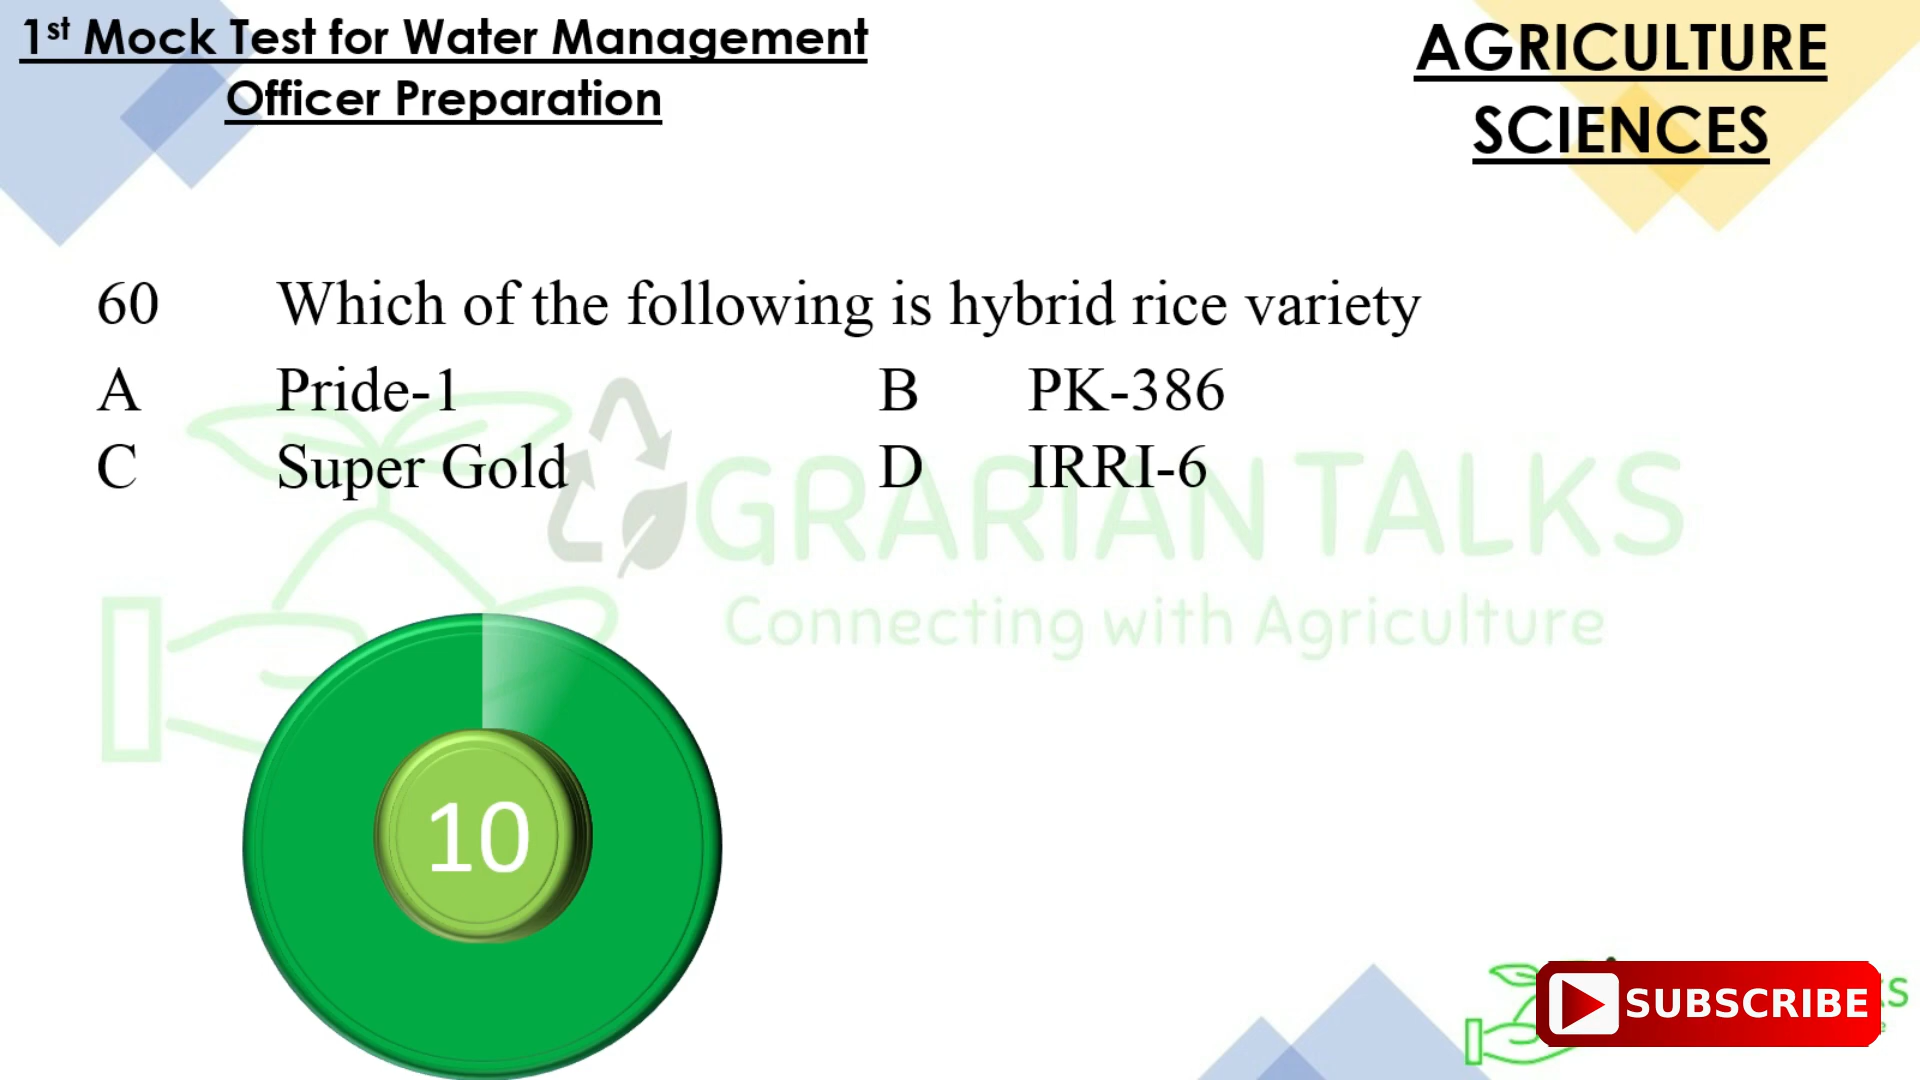 1st Mock Test for Water Management
Officer Preparation
AGRICULTURE
SCIENCES
60 Which of the following is hybrid rice variety
A Pride-1 B PK-386
C Super Gold D IRRI-6
GRARIAN TALKS
Connecting with Agriculture
10
SUBSCRIBE